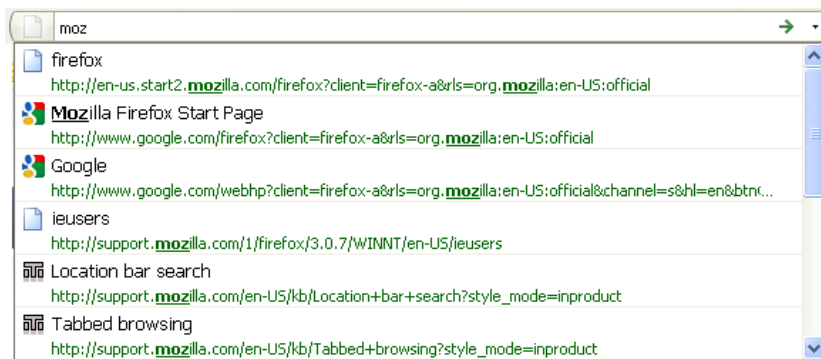 moz
firefox
http://en-us.start2.mozilla.com/firefox?client=firefox-a&rls=org.mozilla:en-US:official
Mozilla Firefox Start Page
http://www.google.com/firefox?client=firefox-a&rls=org.mozilla:en-US:official
Google
http://www.google.com/webhp?client=firefox-a&rls=org.mozilla:en-US:official&channel=s&hl=en&btn...
ieusers
http://support.mozilla.com/1/firefox/3.0.7/WINNT/en-US/ieusers
Location bar search
http://support.mozilla.com/en-US/kb/Location+bar+search?style_mode=inproduct
Tabbed browsing
http://support.mozilla.com/en-US/kb/Tabbed+browsing?style_mode=inproduct